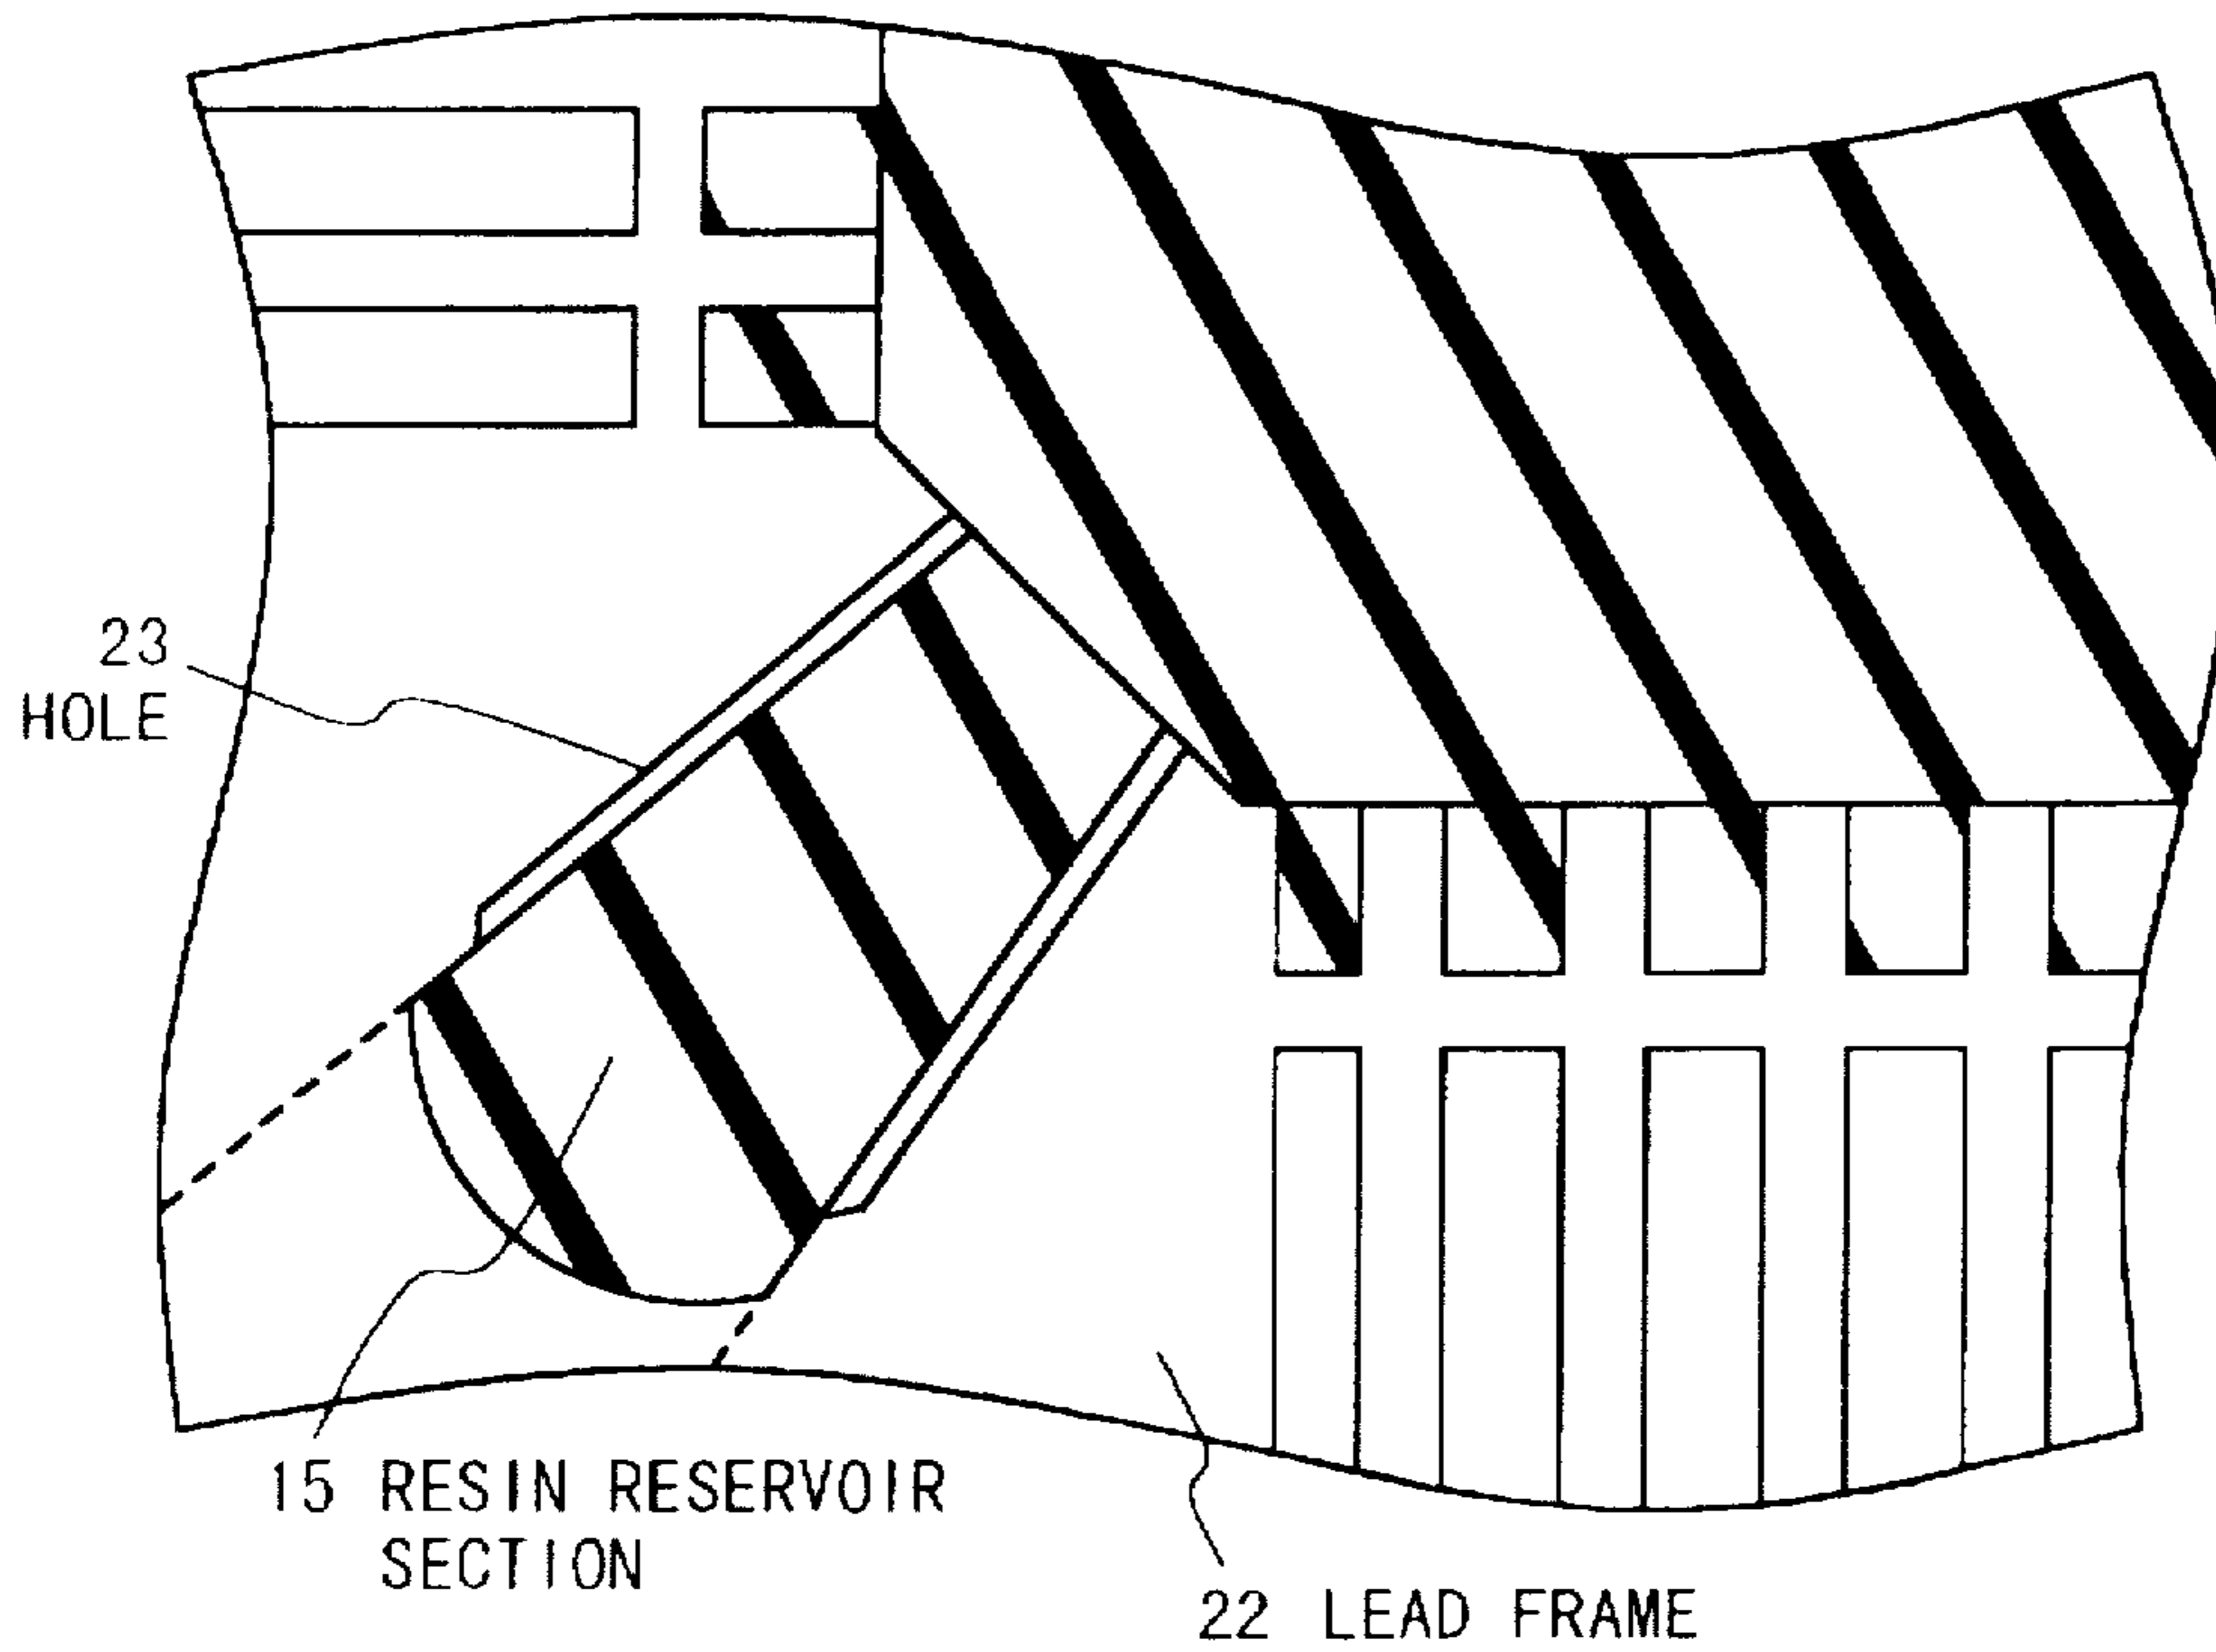 23
HOLE
15 RESIN RESERVOIR
SECTION
22 LEAD FRAME